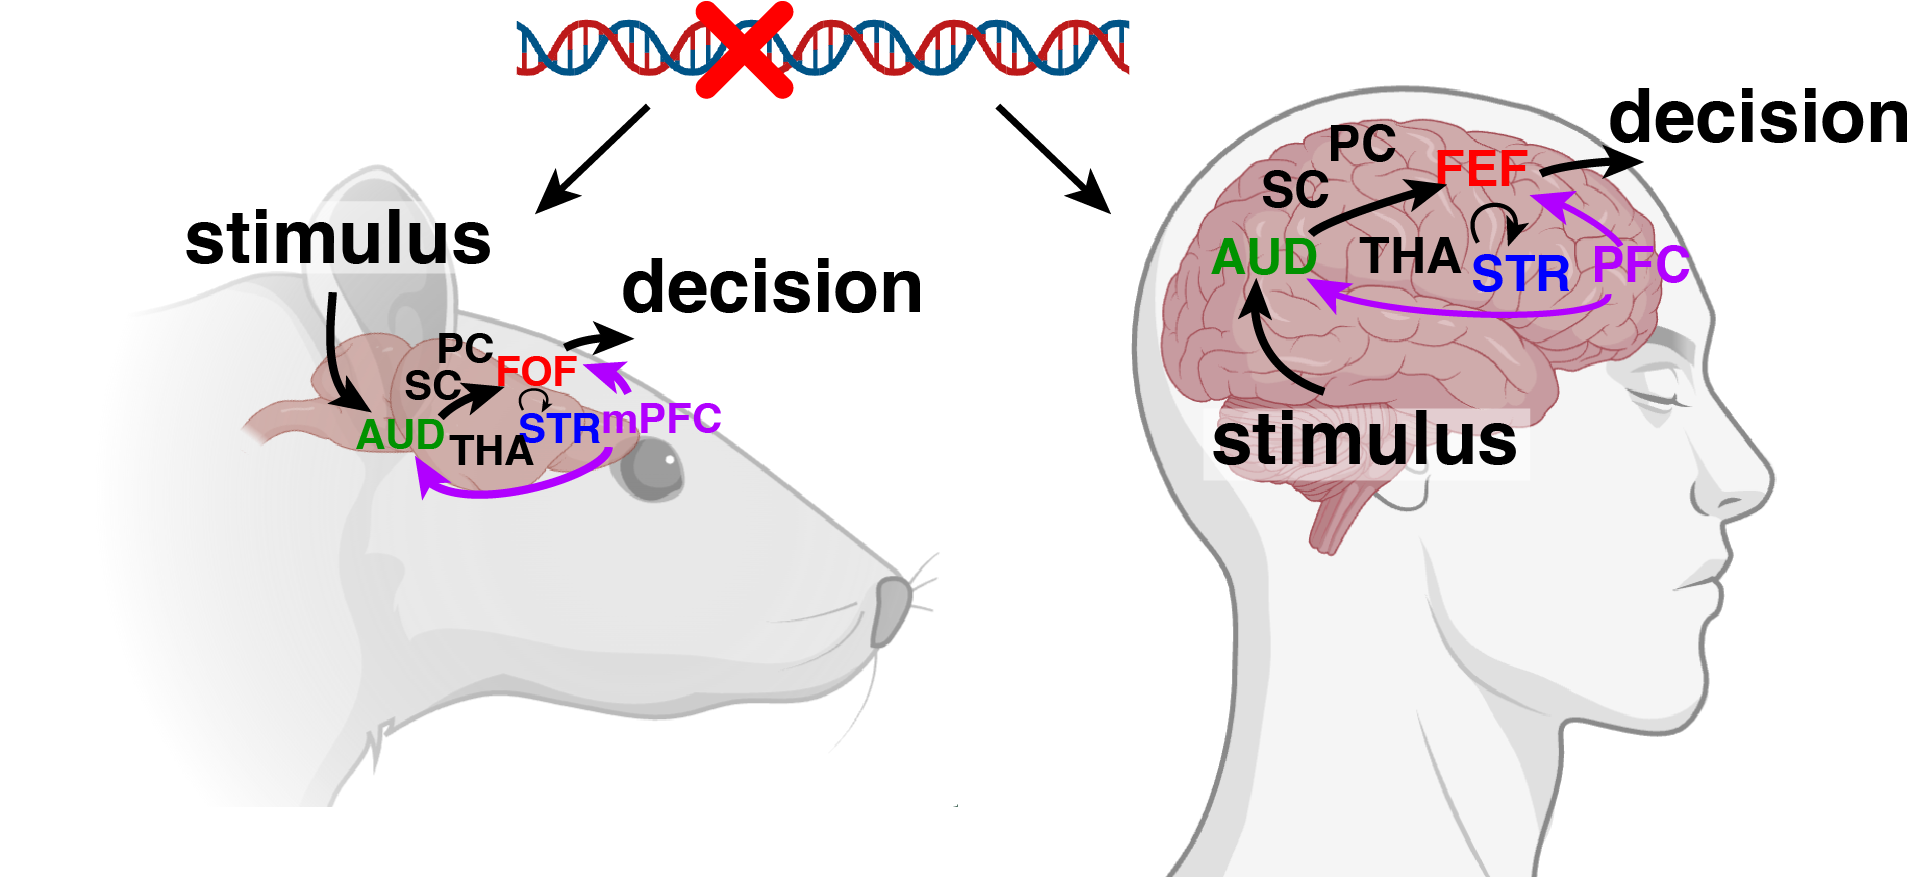 stimulus
decision
PC
FOF
SC
AUD
THA
STR
mPFC
decision
PC
FEF
SC
AUD
THA
STR
PFC
stimulus